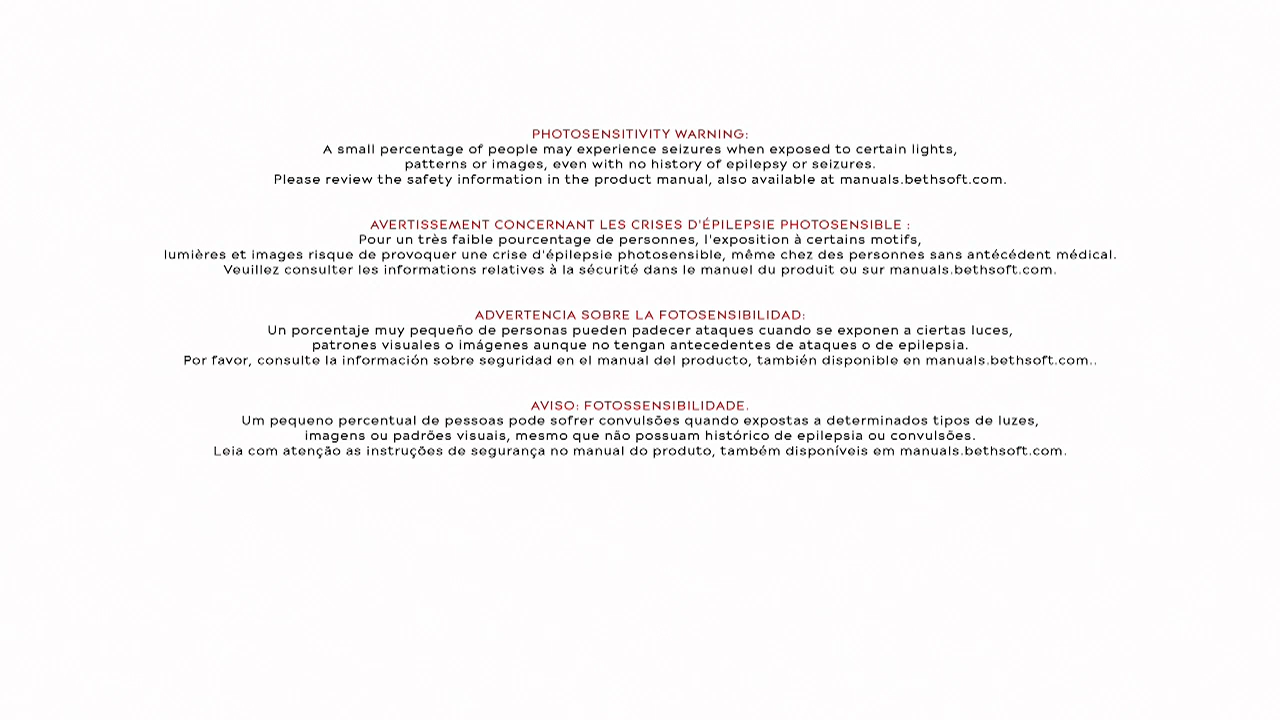 PHOTOSENSITIVITY WARNING:
A small percentage of people may experience seizures when exposed to certain lights,
patterns or images, even with no history of epilepsy or seizures.
Please review the safety information in the product manual, also available at manuals.bethsoft.com.
AVERTISSEMENT CONCERNANT LES CRISES D'ÉPILEPSIE PHOTOSENSIBLE :
Pour un très faible pourcentage de personnes, l'exposition à certains motifs,
lumières et images risque de provoquer une crise d'épilepsie photosensible, même chez des personnes sans antécédent médical.
Veuillez consulter les informations relatives à la sécurité dans le manuel du produit ou sur manuals.bethsoft.com.
ADVERTENCIA SOBRE LA FOTOSENSIBILIDAD:
Un porcentaje muy pequeño de personas pueden padecer ataques cuando se exponen a ciertas luces,
patrones visuales o imágenes aunque no tengan antecedentes de ataques o de epilepsia.
Por favor, consulte la información sobre seguridad en el manual del producto, también disponible en manuals.bethsoft.com..
AVISO: FOTOSSENSIBILIDADE.
Um pequeno percentual de pessoas pode sofrer convulsões quando expostas a determinados tipos de luzes,
imagens ou padrões visuais, mesmo que não possuam histórico de epilepsia ou convulsões.
Leia com atenção as instruções de segurança no manual do produto, também disponíveis em manuals.bethsoft.com.